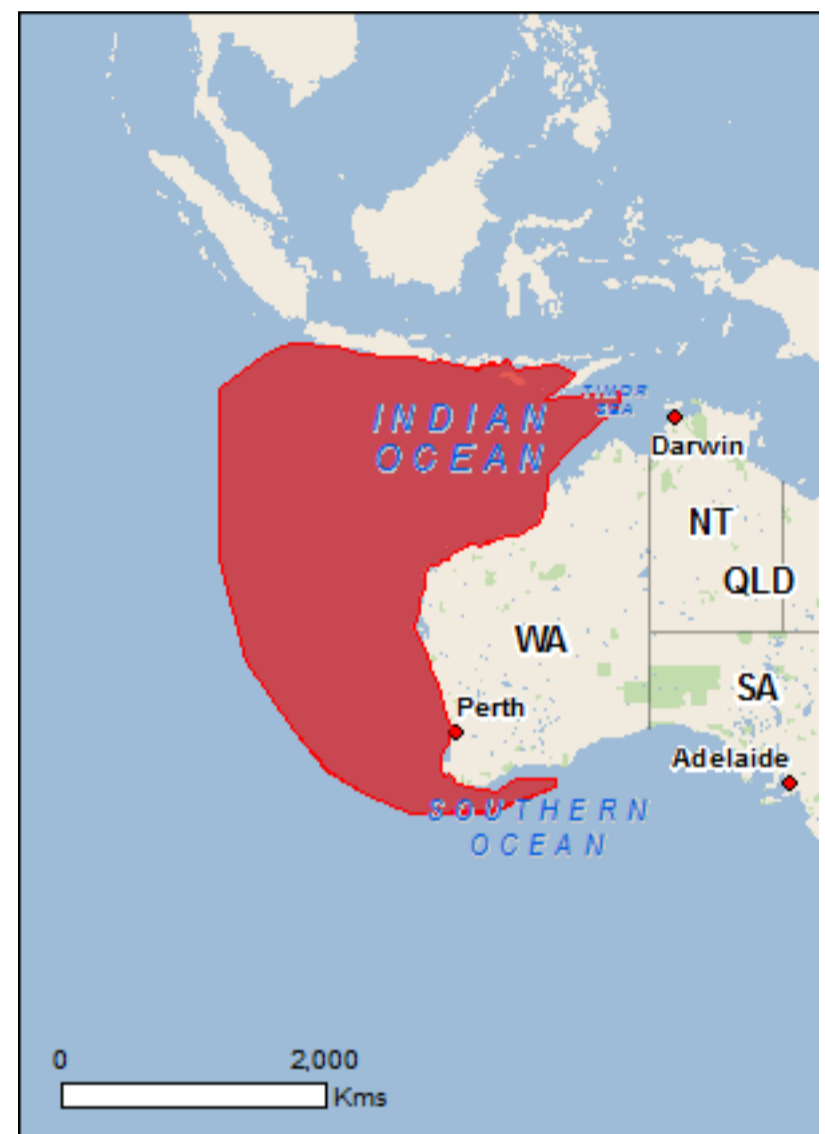 TIMOR
SEA
INDIAN
OCEAN
Darwin
NT
QLD
WA
SA
Perth
Adelaide
SOUTHERN
OCEAN
0 2,000
Kms